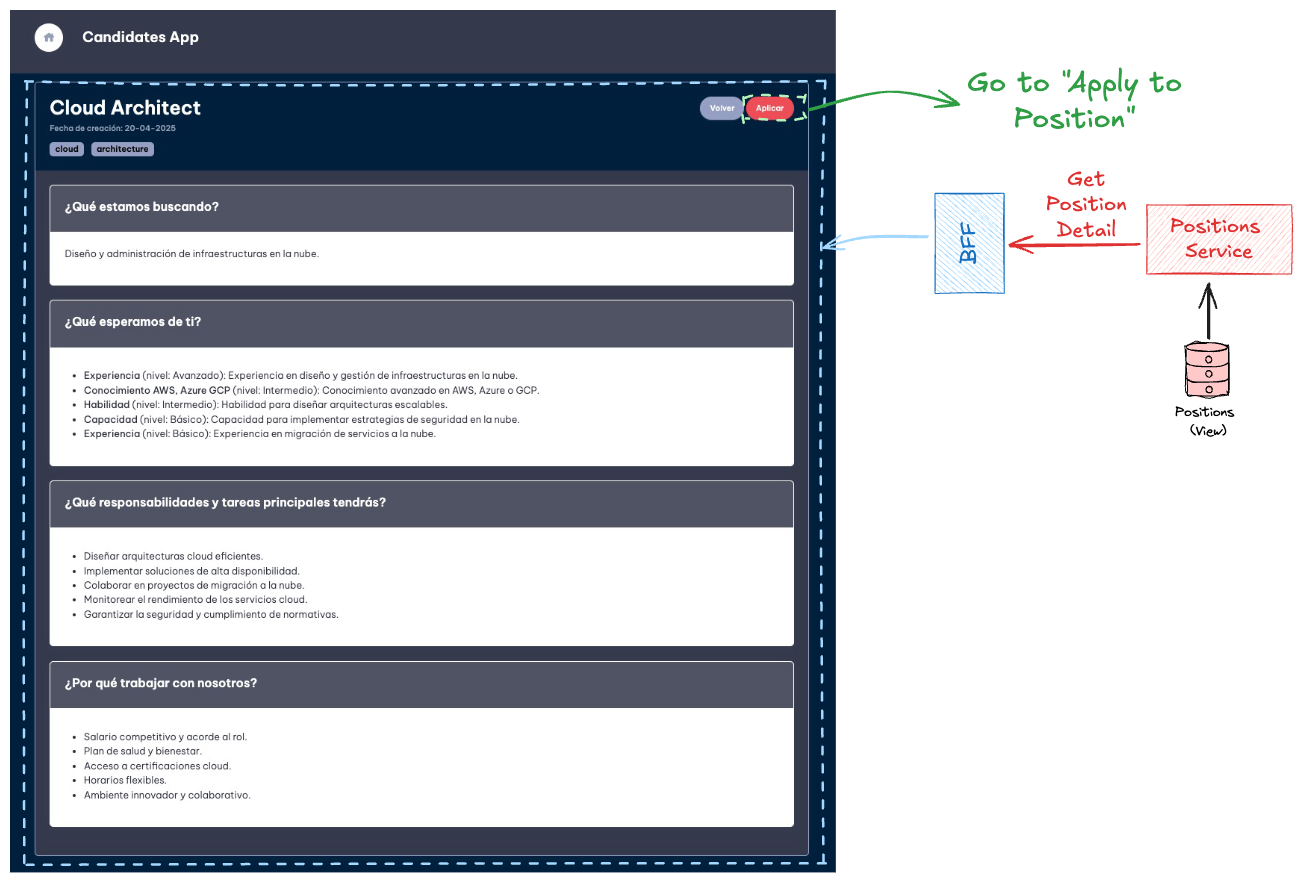 Candidates App
Cloud Architect
Fecha de creación: 20-04-2025
cloud architecture
Volver Aplicar
¿Qué estamos buscando?
Diseño y administración de infraestructuras en la nube.
¿Qué esperamos de ti?
• Experiencia (nivel: Avanzado): Experiencia en diseño y gestión de infraestructuras en la nube.
• Conocimiento AWS, Azure GCP (nivel: Intermedio): Conocimiento avanzado en AWS, Azure o GCP.
• Habilidad (nivel: Intermedio): Habilidad para diseñar arquitecturas escalables.
• Capacidad (nivel: Básico): Capacidad para implementar estrategias de seguridad en la nube.
• Experiencia (nivel: Básico): Experiencia en migración de servicios a la nube.
¿Qué responsabilidades y tareas principales tendrás?
• Diseñar arquitecturas cloud eficientes.
• Implementar soluciones de alta disponibilidad.
• Colaborar en proyectos de migración a la nube.
• Monitorear el rendimiento de los servicios cloud.
• Garantizar la seguridad y cumplimiento de normativas.
¿Por qué trabajar con nosotros?
• Salario competitivo y acorde al rol.
• Plan de salud y bienestar.
• Acceso a certificaciones cloud.
• Horarios flexibles.
• Ambiente innovador y colaborativo.
Go to "Apply to
Position"
BFF
Get
Position
Detail
Positions
Service
Positions
(View)